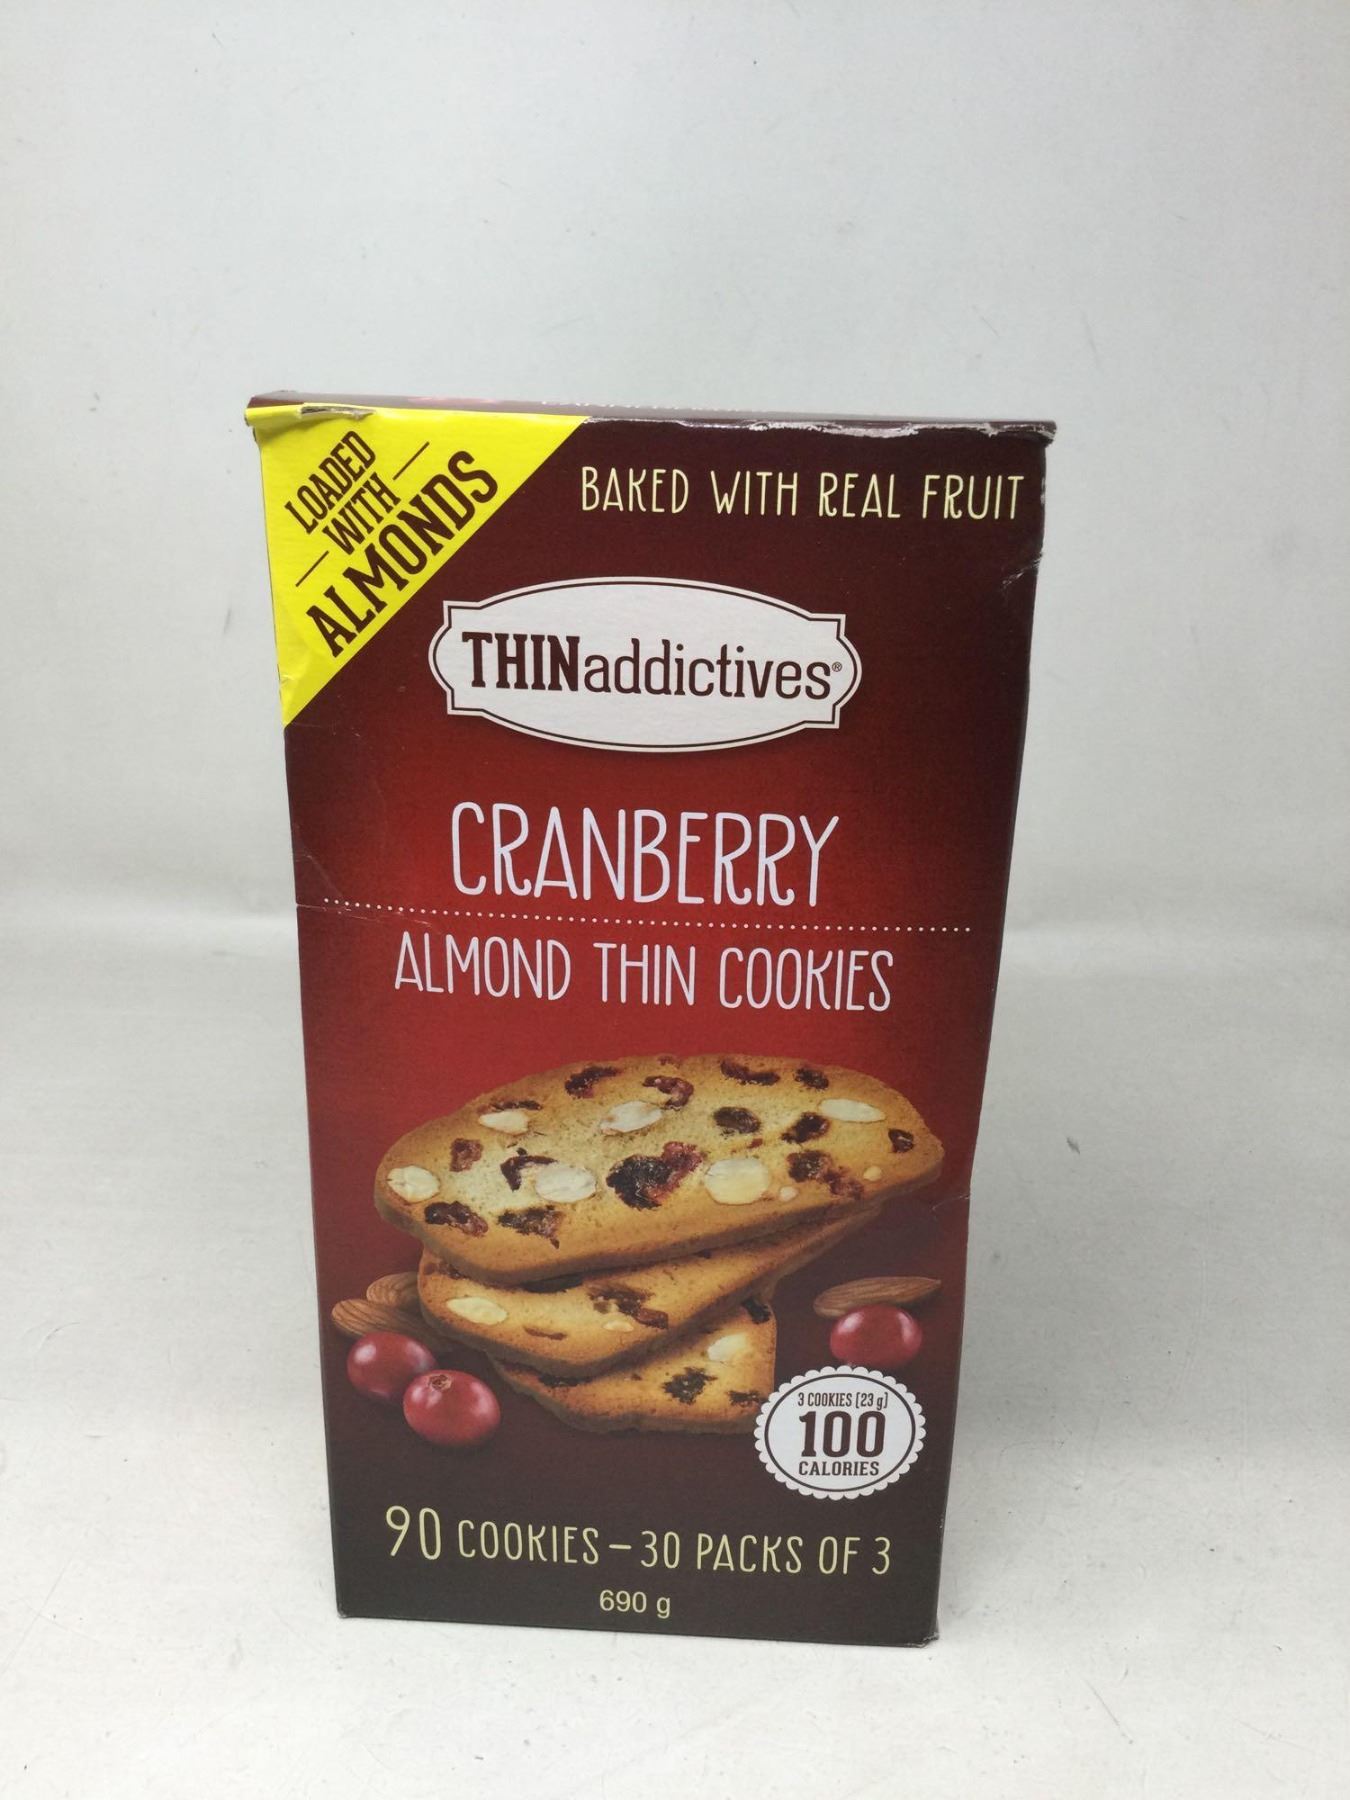 LOADED
WITH
ALMONDS
BAKED WITH REAL FRUIT
THINaddictives®
CRANBERRY
ALMOND THIN COOKIES
3 COOKIES (23 g)
100
CALORIES
90 COOKIES – 30 PACKS OF 3
690 g